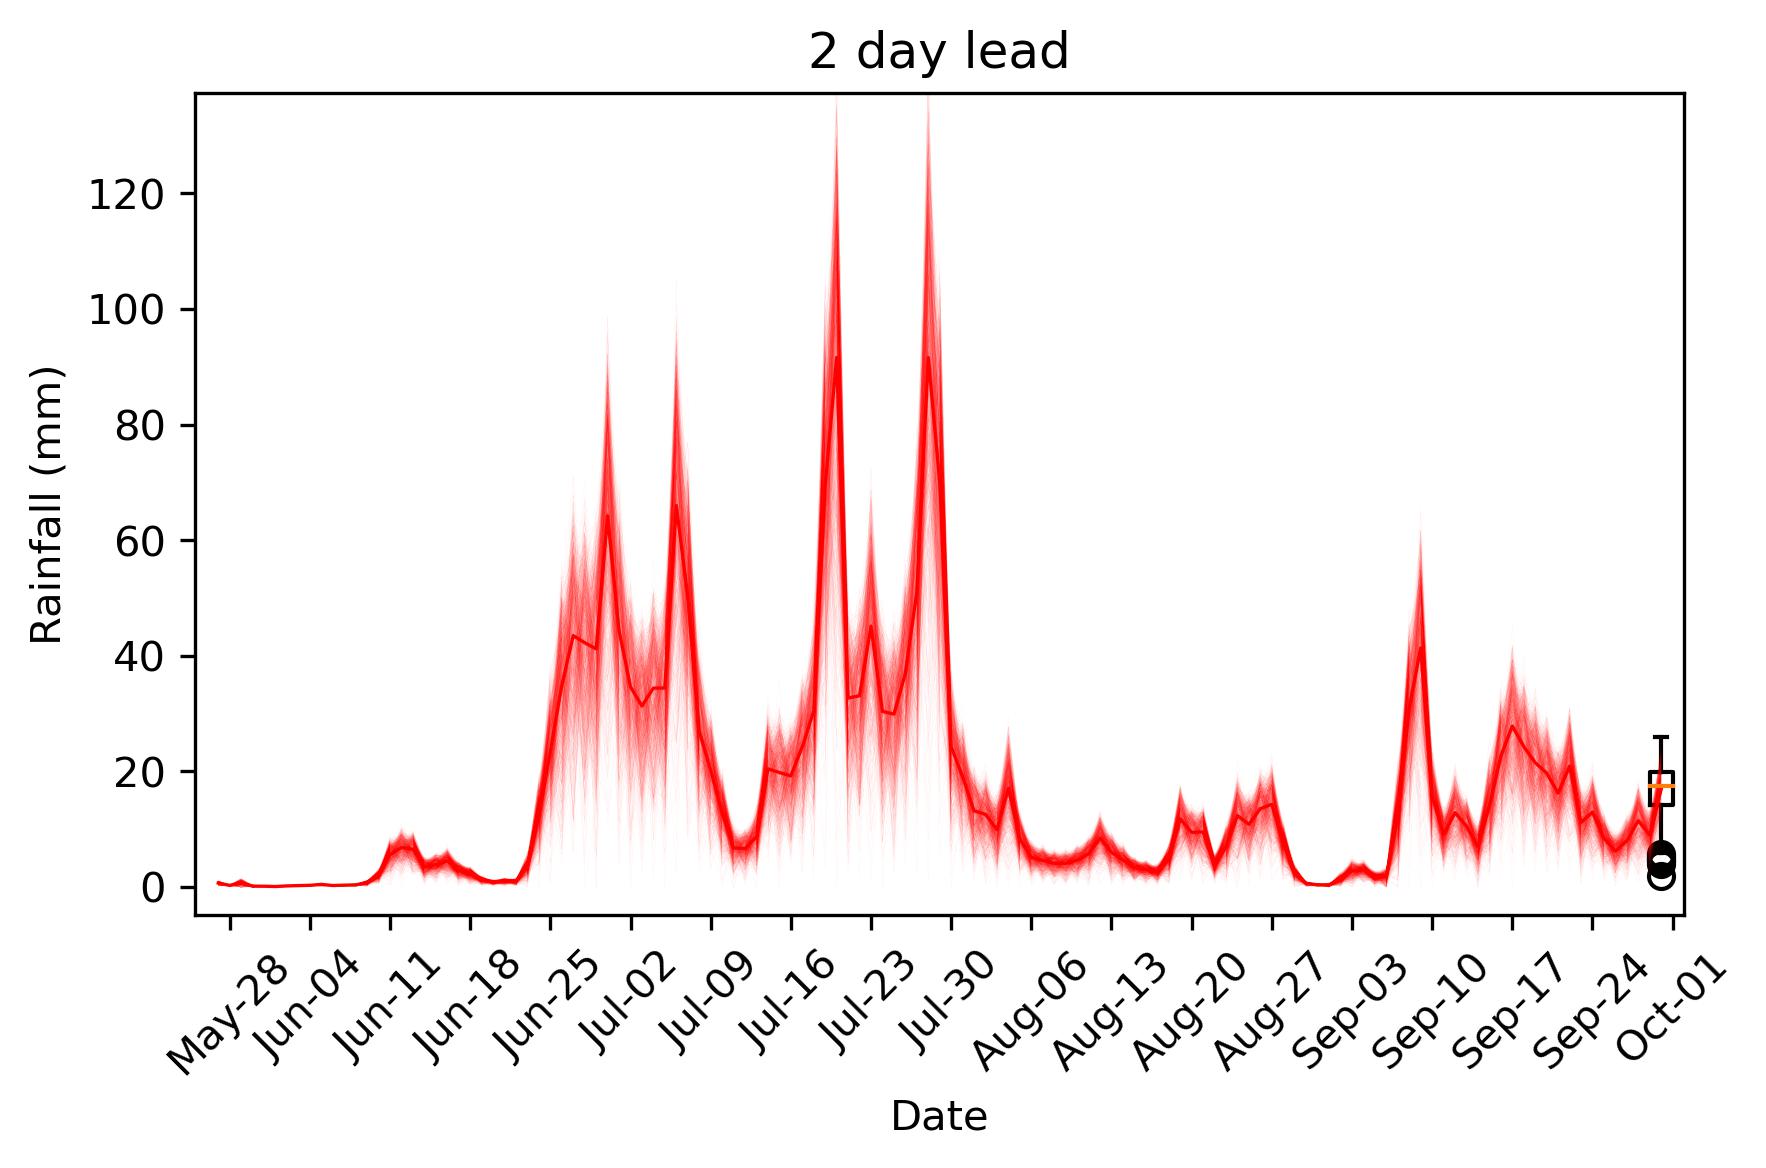 2 day lead
Rainfall (mm)
120
100
80
60
40
20
0
May-28
Jun-04
Jun-11
Jun-18
Jun-25
Jul-02
Jul-09
Jul-16
Jul-23
Jul-30
Aug-06
Aug-13
Aug-20
Aug-27
Sep-03
Sep-10
Sep-17
Sep-24
Oct-01
Date